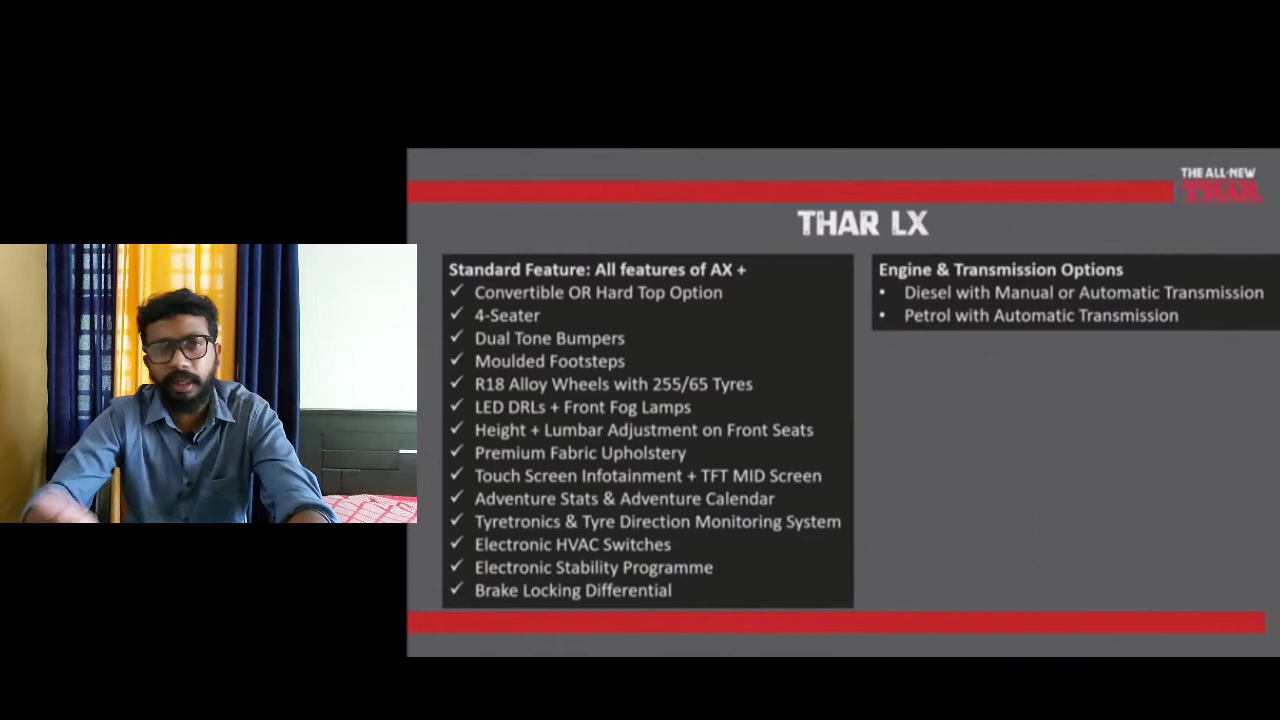 THE ALL-NEW
THAR
THAR LX
Standard Feature: All features of AX +
✓ Convertible OR Hard Top Option
✓ 4-Seater
✓ Dual Tone Bumpers
✓ Moulded Footsteps
✓ R18 Alloy Wheels with 255/65 Tyres
✓ LED DRLs + Front Fog Lamps
✓ Height + Lumbar Adjustment on Front Seats
✓ Premium Fabric Upholstery
✓ Touch Screen Infotainment + TFT MID Screen
✓ Adventure Stats & Adventure Calendar
✓ Tyretronics & Tyre Direction Monitoring System
✓ Electronic HVAC Switches
✓ Electronic Stability Programme
✓ Brake Locking Differential
Engine & Transmission Options
• Diesel with Manual or Automatic Transmission
• Petrol with Automatic Transmission